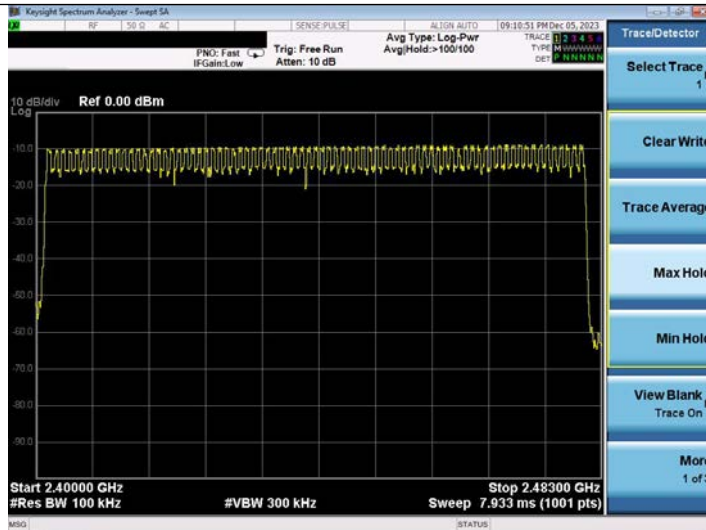 Keysight Spectrum Analyzer - Swept SA
RF 50 Ω AC SENSE:PULSE ALIGN AUTO 09:10:51 PM Dec 05, 2023
PNO: Fast Trig: Free Run Avg Type: Log-Pwr TRACE 1 2 3 4 5 6
IFGain:Low Atten: 10 dB Avg|Hold:>100/100 TYPE M WWWWW
DET P N N N N N
10 dB/div Ref 0.00 dBm
Log
-10.0
-20.0
-30.0
-40.0
-50.0
-60.0
-70.0
-80.0
-90.0
Start 2.40000 GHz Stop 2.48300 GHz
#Res BW 100 kHz #VBW 300 kHz Sweep 7.933 ms (1001 pts)
MSG STATUS
Trace/Detector
Select Trace
1
Clear Write
Trace Average
Max Hold
Min Hold
View Blank
Trace On
More
1 of 3